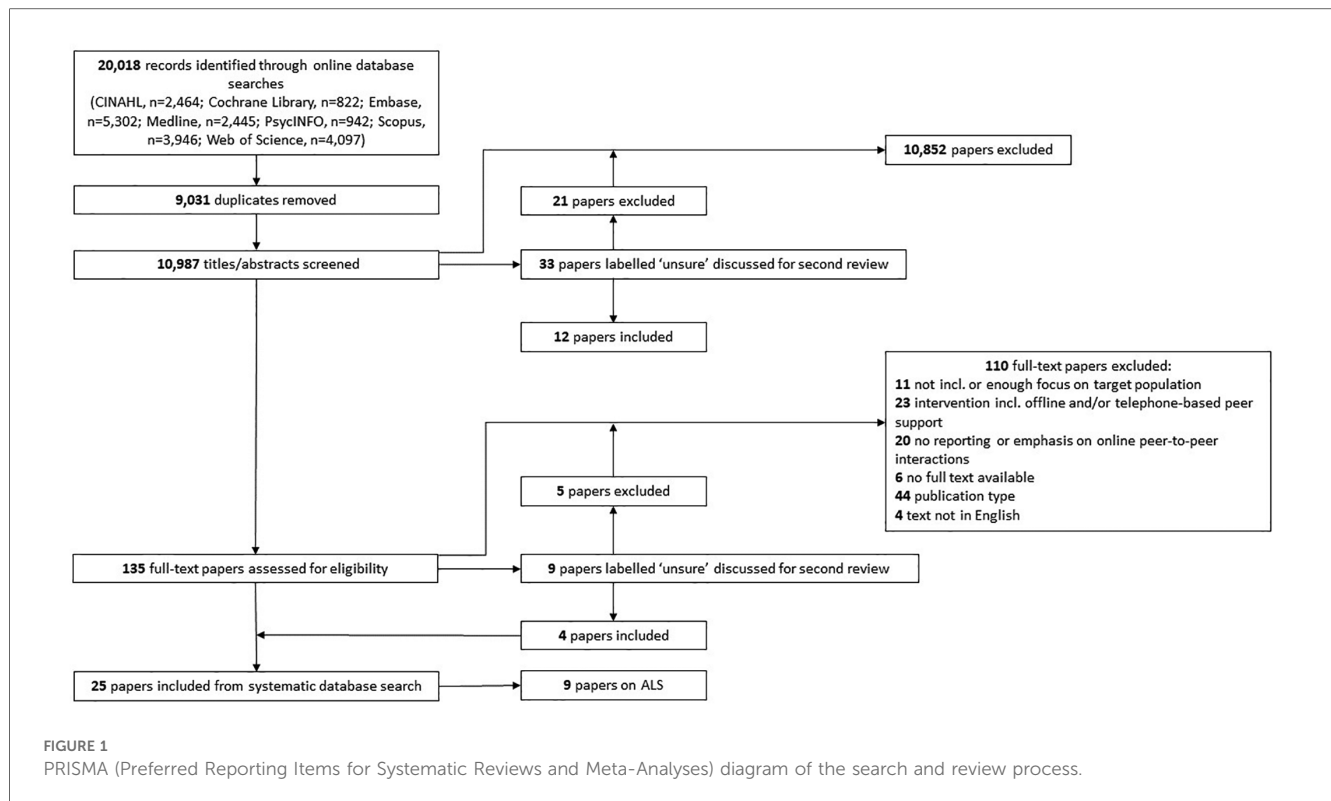 20,018 records identified through online database
searches
(CINAHL, n=2,464; Cochrane Library, n=822; Embase,
n=5,302; Medline, n=2,445; PsycINFO, n=942; Scopus,
n=3,946; Web of Science, n=4,097)
10,852 papers excluded
9,031 duplicates removed
21 papers excluded
10,987 titles/abstracts screened
33 papers labelled ‘unsure’ discussed for second review
12 papers included
110 full-text papers excluded:
11 not incl. or enough focus on target population
23 intervention incl. offline and/or telephone-based peer
support
20 no reporting or emphasis on online peer-to-peer
interactions
6 no full text available
44 publication type
4 text not in English
5 papers excluded
135 full-text papers assessed for eligibility
9 papers labelled ‘unsure’ discussed for second review
4 papers included
25 papers included from systematic database search
9 papers on ALS
FIGURE 1
PRISMA (Preferred Reporting Items for Systematic Reviews and Meta-Analyses) diagram of the search and review process.